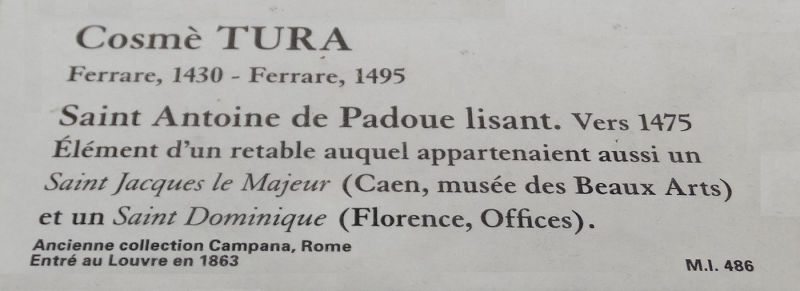 Cosmè TURA
Ferrare, 1430 - Ferrare, 1495
Saint Antoine de Padoue lisant. Vers 1475
Élément d'un retable auquel appartenaient aussi un
Saint Jacques le Majeur (Caen, musée des Beaux Arts)
et un Saint Dominique (Florence, Offices).
Ancienne collection Campana, Rome
Entré au Louvre en 1863
M.I. 486